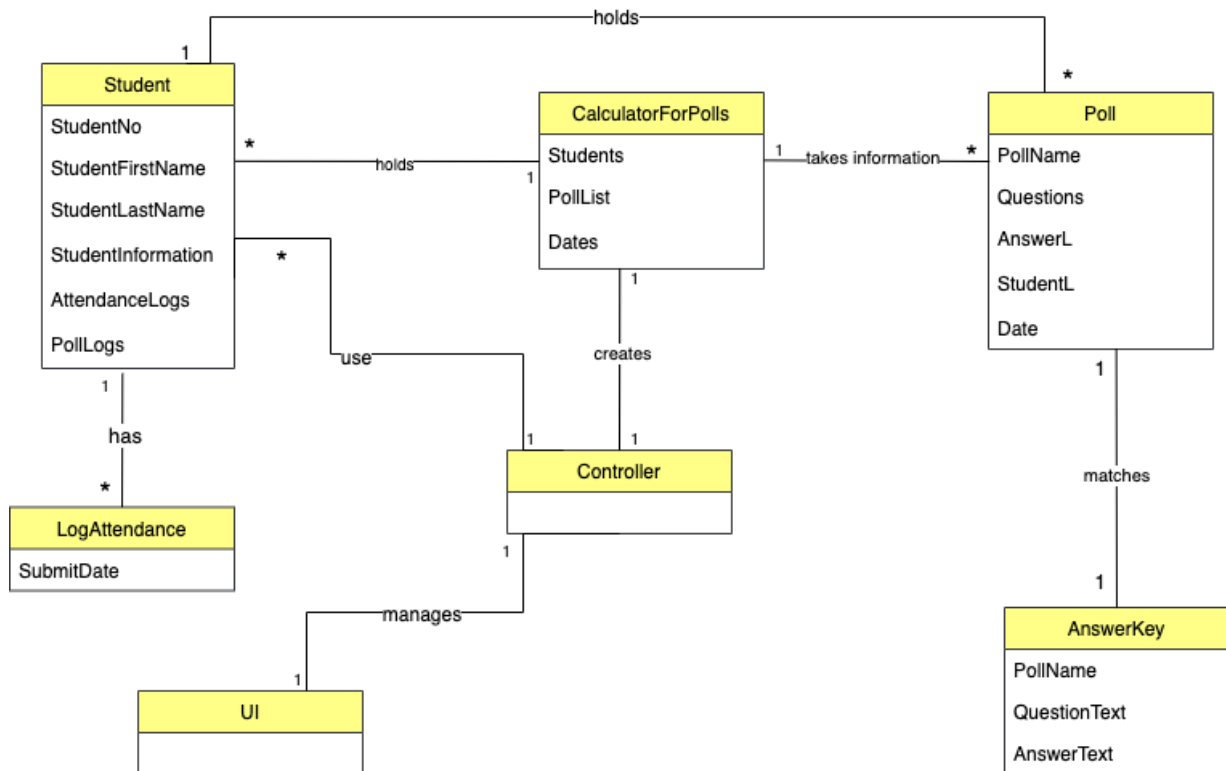 holds
1
*
Student
StudentNo
StudentFirstName
StudentLastName
StudentInformation
AttendanceLogs
PollLogs
*
holds
1
CalculatorForPolls
Students
PollList
Dates
1
takes information
*
Poll
PollName
Questions
AnswerL
StudentL
Date
*
use
1
1
creates
1
1
has
*
LogAttendance
SubmitDate
Controller
1
manages
1
UI
1
matches
1
AnswerKey
PollName
QuestionText
AnswerText